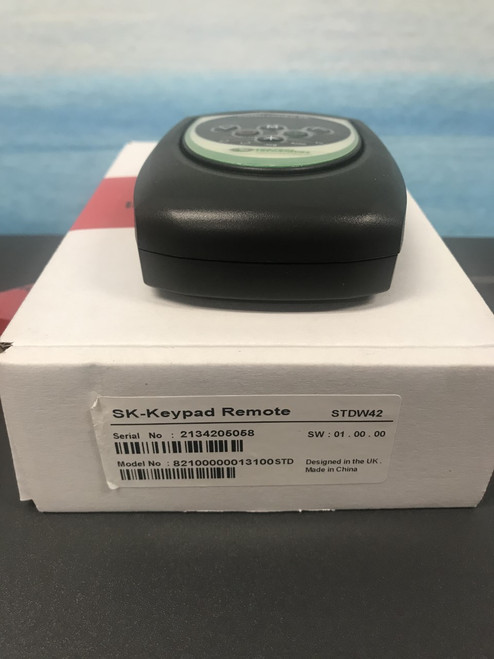 SK-Keypad Remote STDW42
Serial No : 2134205058 SW : 01 . 00 . 00
Model No : 82100000013100STD Designed in the UK .
Made in China